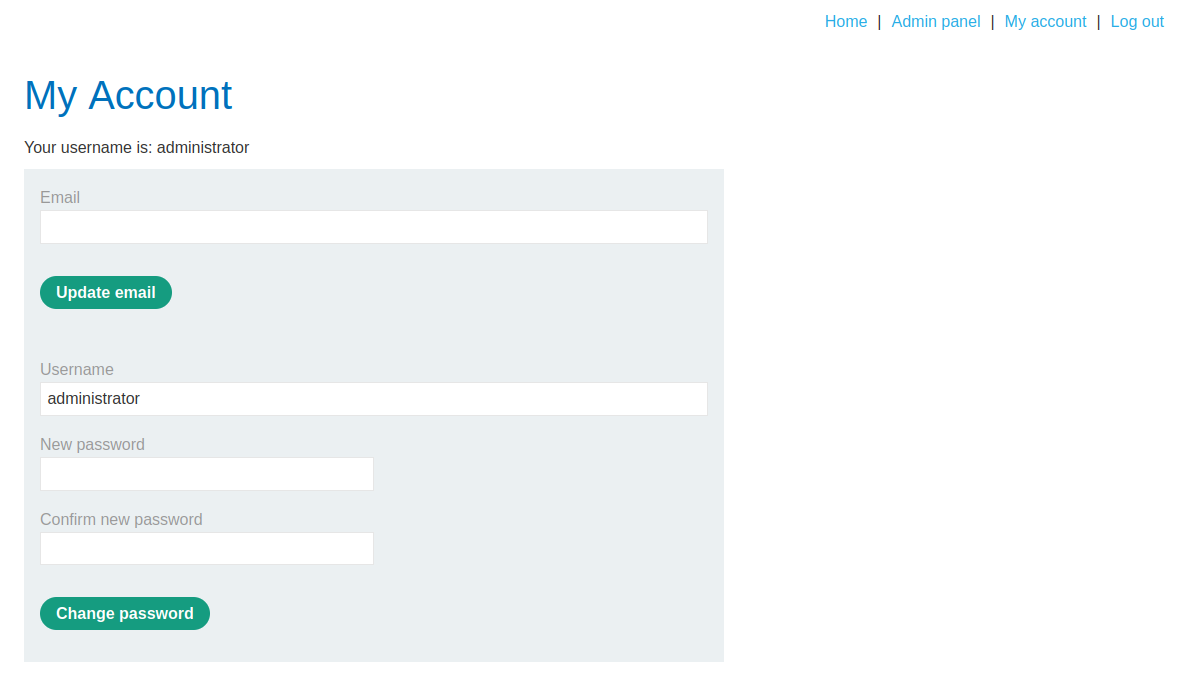 Home | Admin panel | My account | Log out
My Account
Your username is: administrator
Email
Update email
Username
administrator
New password
Confirm new password
Change password